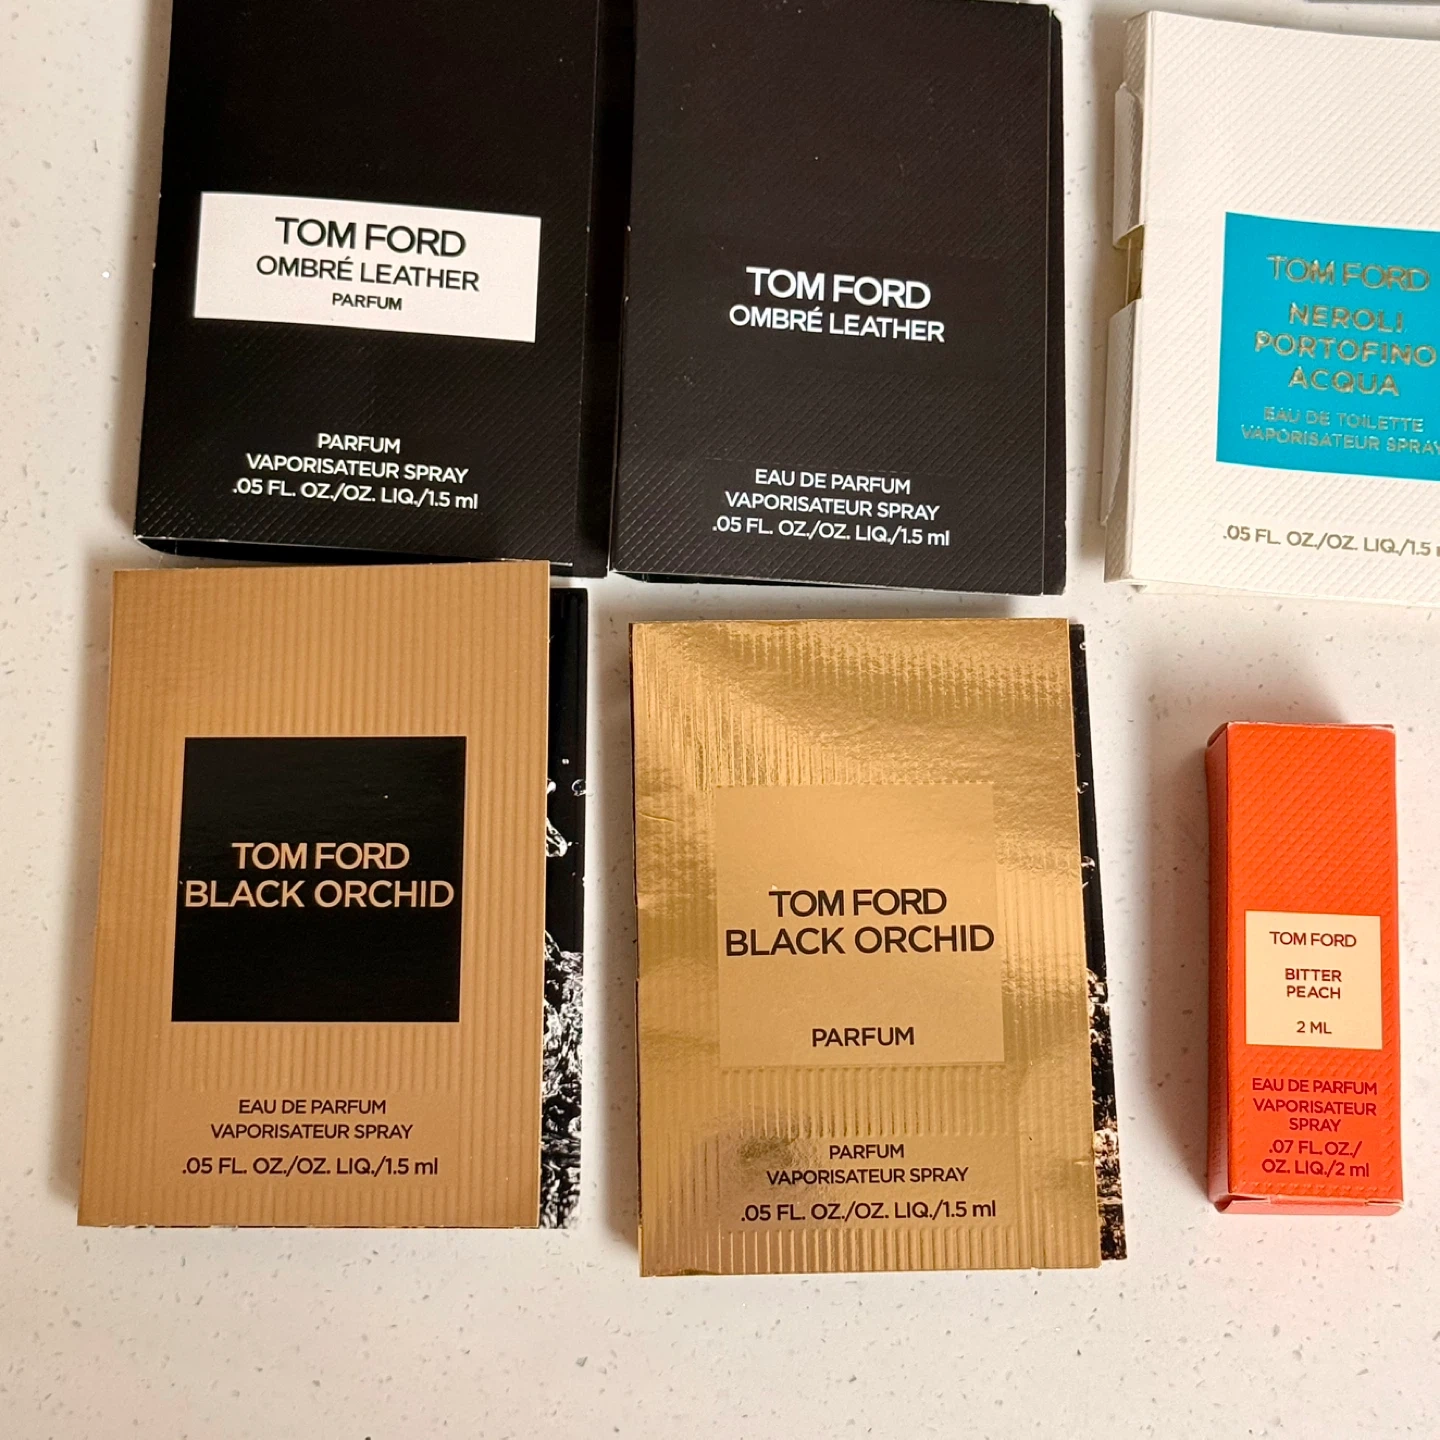 TOM FORD
OMBRÉ LEATHER
PARFUM
PARFUM
VAPORISATEUR SPRAY
.05 FL. OZ./OZ. LIQ./1.5 ml
TOM FORD
OMBRÉ LEATHER
EAU DE PARFUM
VAPORISATEUR SPRAY
.05 FL. OZ./OZ. LIQ./1.5 ml
TOM FORD
NEROLI
PORTOFINO
ACQUA
EAU DE TOILETTE
VAPORISATEUR SPRAY
.05 FL. OZ./OZ. LIQ./1.5
TOM FORD
BLACK ORCHID
EAU DE PARFUM
VAPORISATEUR SPRAY
.05 FL. OZ./OZ. LIQ./1.5 ml
TOM FORD
BLACK ORCHID
PARFUM
PARFUM
VAPORISATEUR SPRAY
.05 FL. OZ./OZ. LIQ./1.5 ml
TOM FORD
BITTER
PEACH
2 ML
EAU DE PARFUM
VAPORISATEUR
SPRAY
.07 FL. OZ./
OZ. LIQ./2 ml